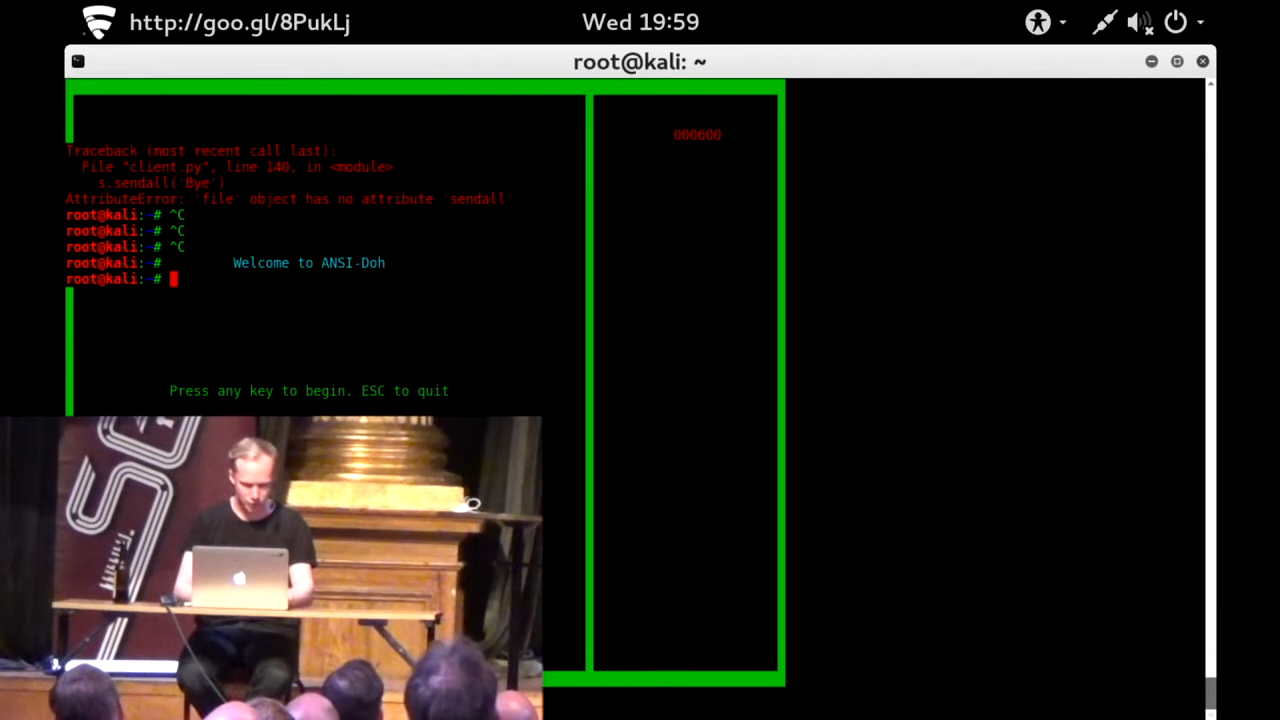 http://goo.gl/8PukLj
Wed 19:59
root@kali: ~
000600
Traceback (most recent call last):
  File "client.py", line 140, in <module>
    s.sendall('Bye')
AttributeError: 'file' object has no attribute 'sendall'
root@kali:~# ^C
root@kali:~# ^C
root@kali:~# ^C
root@kali:~# Welcome to ANSI-Doh
root@kali:~#
Press any key to begin. ESC to quit